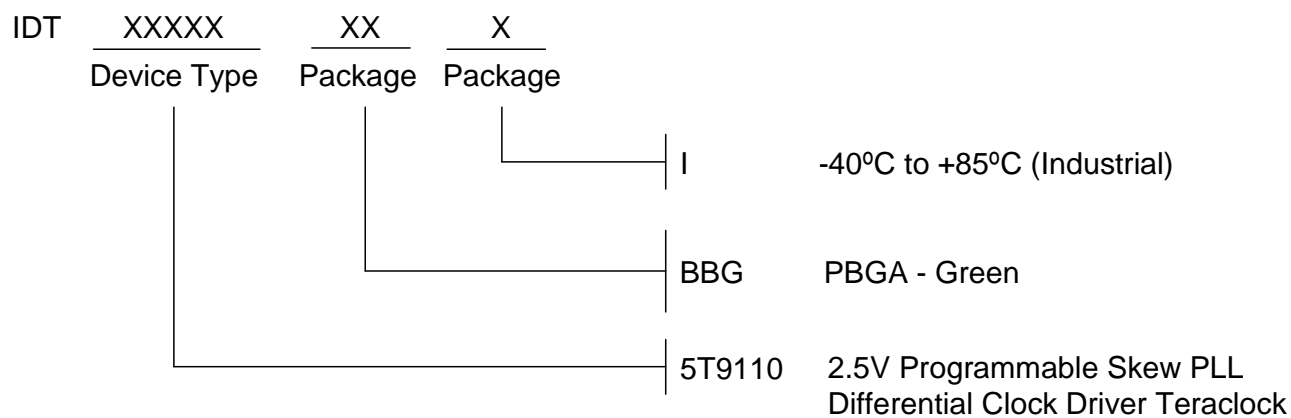 IDT XXXXX XX X
Device Type Package Package
I -40ºC to +85ºC (Industrial)
BBG PBGA - Green
5T9110 2.5V Programmable Skew PLL
Differential Clock Driver Teraclock